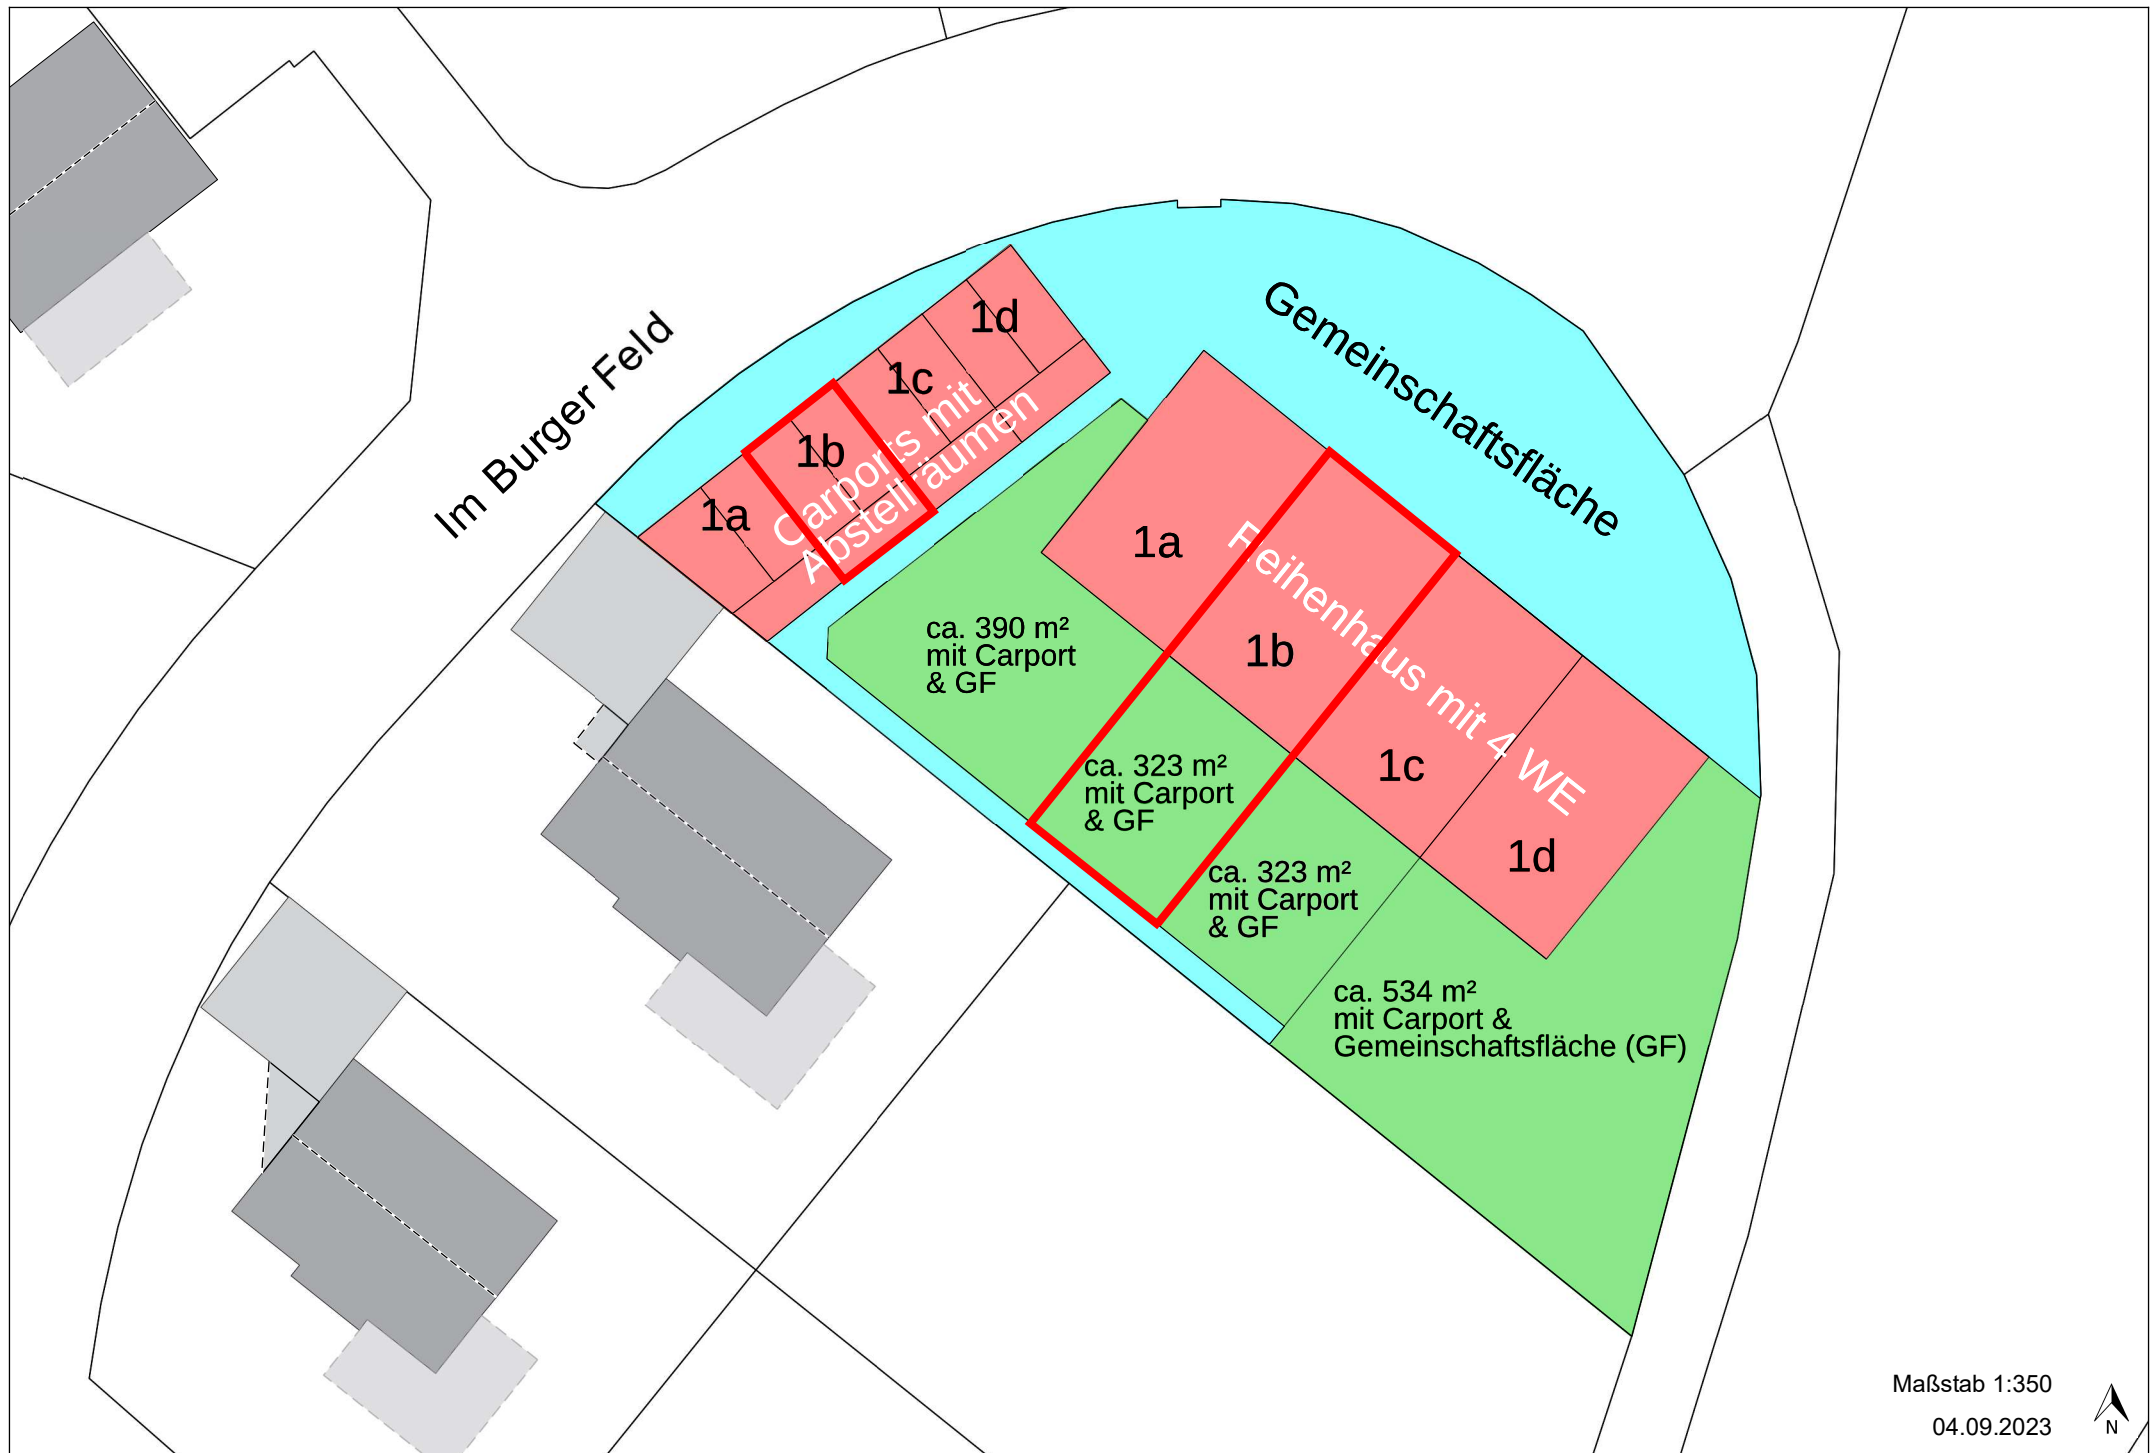 Im Burger Feld
Gemeinschaftsfläche
1a
1b
1c
1d
Carports mit
Abstellräumen
Reihenhaus mit 4 WE
1a
1b
1c
1d
ca. 390 m²
mit Carport
& GF
ca. 323 m²
mit Carport
& GF
ca. 323 m²
mit Carport
& GF
ca. 534 m²
mit Carport &
Gemeinschaftsfläche (GF)
Maßstab 1:350
04.09.2023
N